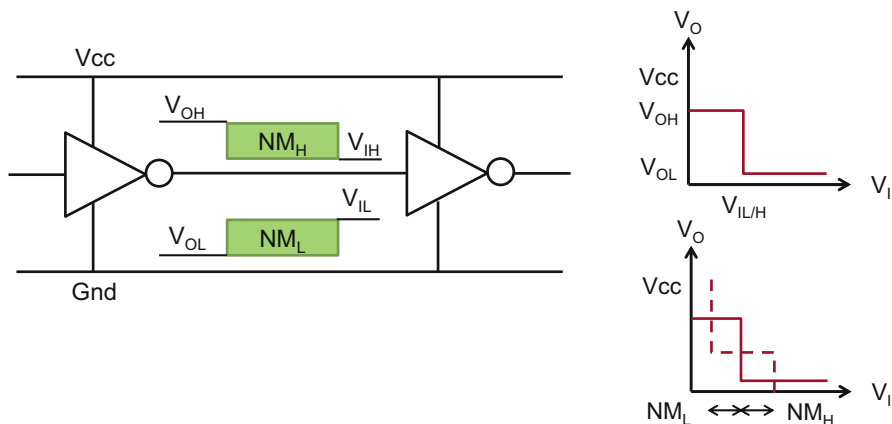 Vcc
V_OH
NM_H
V_IH
V_IL
V_OL
NM_L
Gnd
V_O
Vcc
V_OH
V_OL
V_I
V_IL/H
V_O
Vcc
V_I
NM_L
NM_H